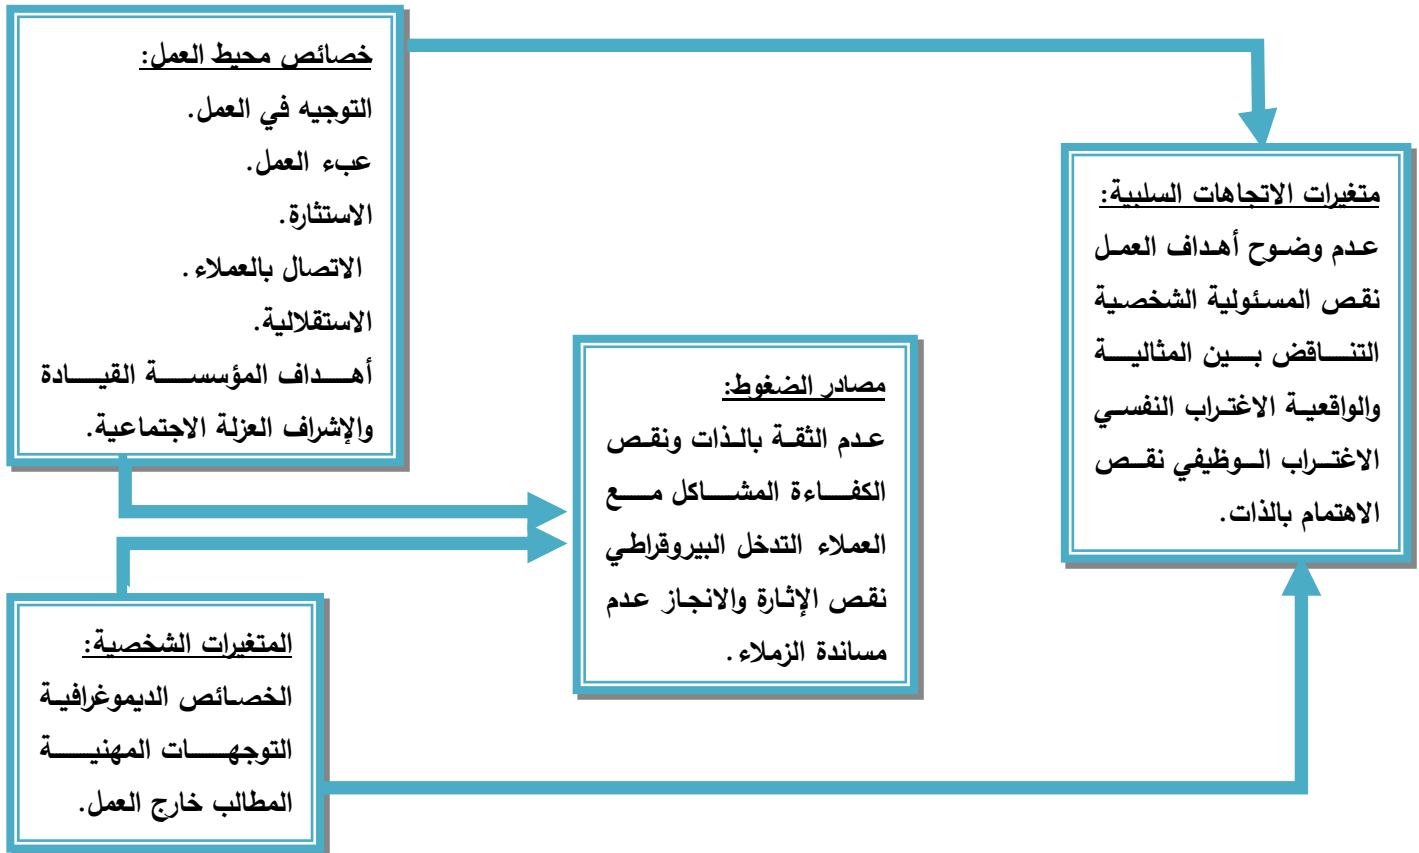 خصائص محيط العمل:
التوجيه في العمل.
عبء العمل.
الاستثارة.
الاتصال بالعملاء.
الاستقلالية.
أهداف المؤسسة القيادة
والإشراف العزلة الاجتماعية.
متغيرات الاتجاهات السلبية:
عدم وضوح أهداف العمل
نقص المسئولية الشخصية
التناقض بين المثالية
والواقعية الاغتراب النفسي
الاغتراب الوظيفي نقص
الاهتمام بالذات.
مصادر الضغوط:
عدم الثقة بالذات ونقص
الكفاءة المشاكل مع
العملاء التدخل البيروقراطي
نقص الإثارة والانجاز عدم
مساندة الزملاء.
المتغيرات الشخصية:
الخصائص الديموغرافية
التوجهات المهنية
المطالب خارج العمل.